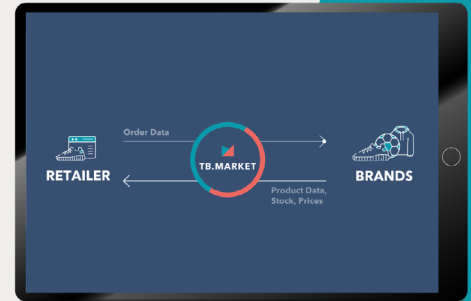 Order Data
RETAILER
TB.MARKET
BRANDS
Product Data,
Stock, Prices